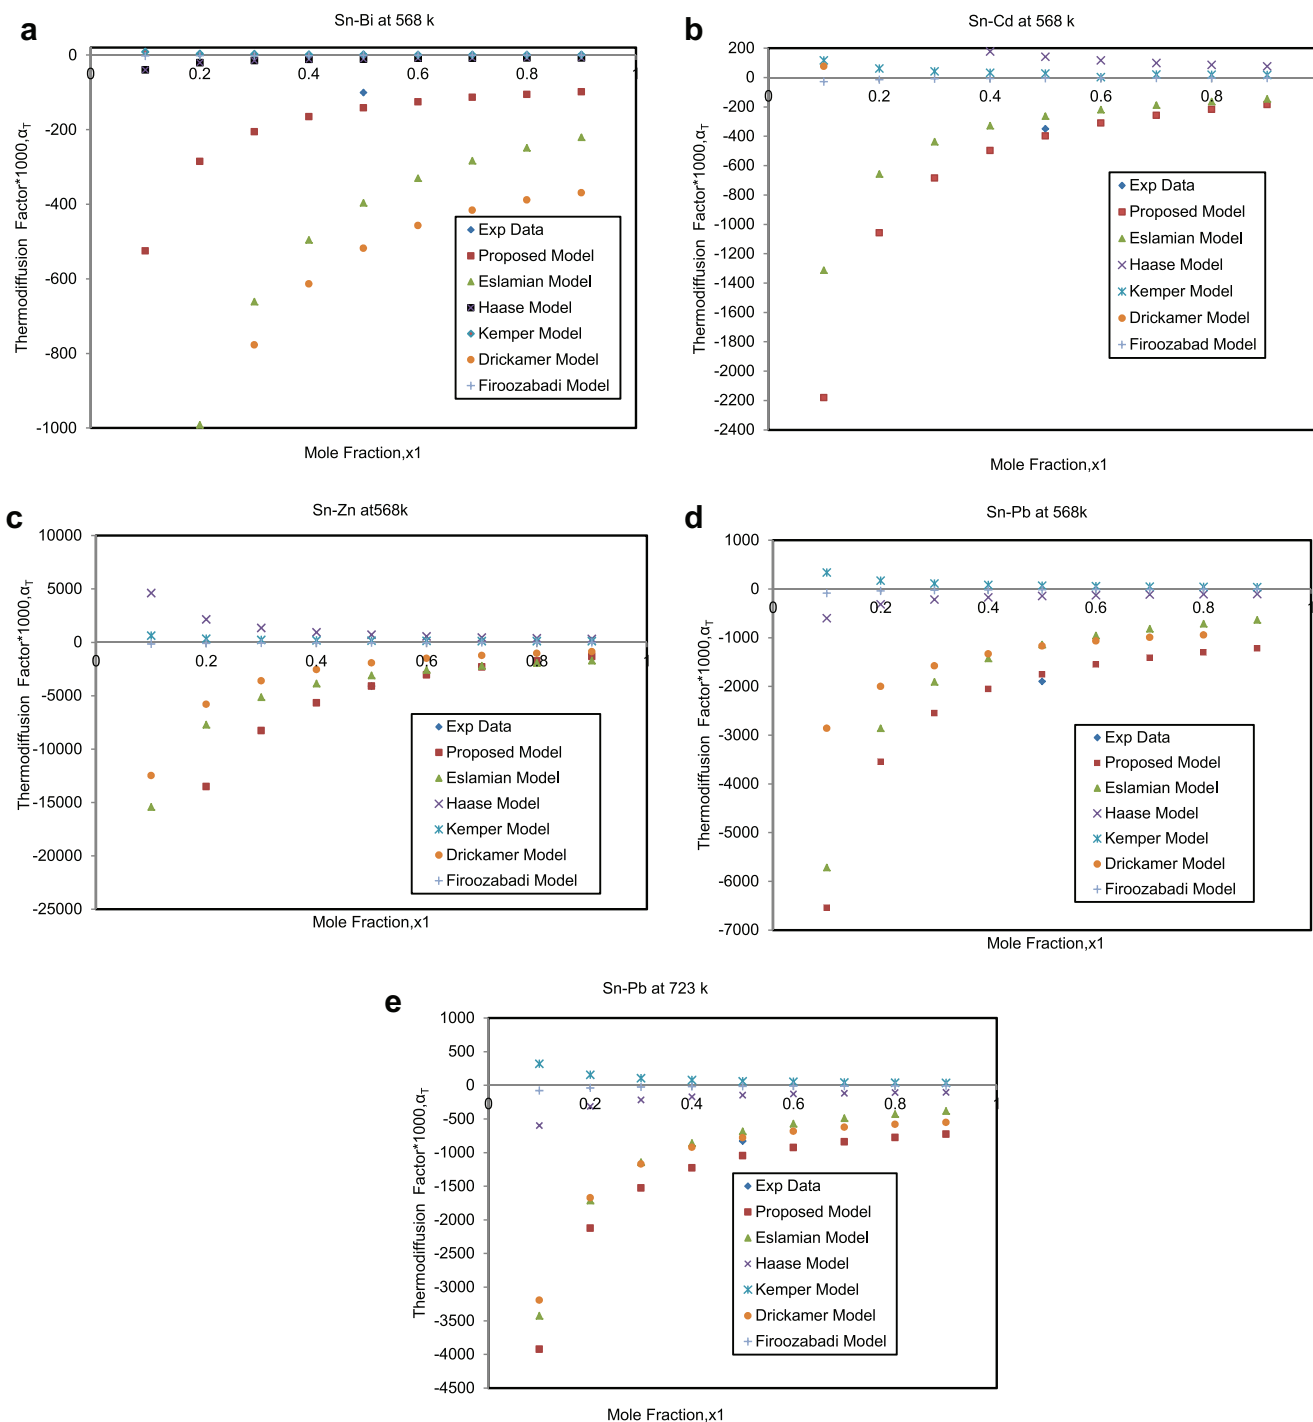 a
Sn-Bi at 568 k
0
-200
-400
-600
-800
-1000
0
0.2
0.4
0.6
0.8
1
Thermodiffusion Factor*1000,αT
Mole Fraction,x1
Exp Data
Proposed Model
Eslamian Model
Haase Model
Kemper Model
Drickamer Model
Firoozabadi Model
b
Sn-Cd at 568 k
200
0
-200
-400
-600
-800
-1000
-1200
-1400
-1600
-1800
-2000
-2200
-2400
0
0.2
0.4
0.6
0.8
1
Thermodiffusion Factor*1000,αT
Mole Fraction,x1
Exp Data
Proposed Model
Eslamian Model
Haase Model
Kemper Model
Drickamer Model
Firoozabad Model
c
Sn-Zn at568k
10000
5000
0
-5000
-10000
-15000
-20000
-25000
0
0.2
0.4
0.6
0.8
1
Thermodiffusion Factor*1000,αT
Mole Fraction,x1
Exp Data
Proposed Model
Eslamian Model
Haase Model
Kemper Model
Drickamer Model
Firoozabadi Model
d
Sn-Pb at 568k
1000
0
-1000
-2000
-3000
-4000
-5000
-6000
-7000
0
0.2
0.4
0.6
0.8
1
Thermodiffusion Factor*1000,αT
Mole Fraction,x1
Exp Data
Proposed Model
Eslamian Model
Haase Model
Kemper Model
Drickamer Model
Firoozabadi Model
e
Sn-Pb at 723 k
1000
500
0
-500
-1000
-1500
-2000
-2500
-3000
-3500
-4000
-4500
0
0.2
0.4
0.6
0.8
1
Thermodiffusion Factor*1000,αT
Mole Fraction,x1
Exp Data
Proposed Model
Eslamian Model
Haase Model
Kemper Model
Drickamer Model
Firoozabadi Model